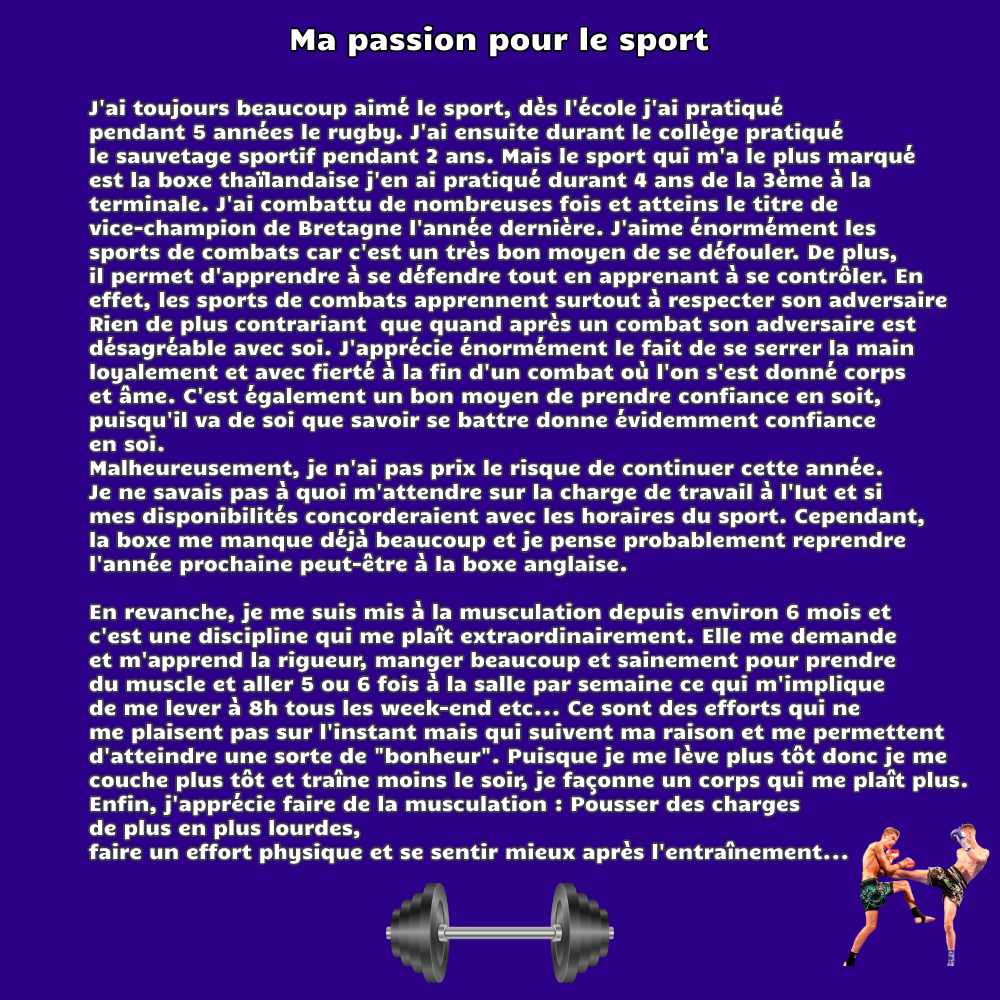 Ma passion pour le sport
J'ai toujours beaucoup aimé le sport, dès l'école j'ai pratiqué
pendant 5 années le rugby. J'ai ensuite durant le collège pratiqué
le sauvetage sportif pendant 2 ans. Mais le sport qui m'a le plus marqué
est la boxe thaïlandaise j'en ai pratiqué durant 4 ans de la 3ème à la
terminale. J'ai combattu de nombreuses fois et atteins le titre de
vice-champion de Bretagne l'année dernière. J'aime énormément les
sports de combats car c'est un très bon moyen de se défouler. De plus,
il permet d'apprendre à se défendre tout en apprenant à se contrôler. En
effet, les sports de combats apprennent surtout à respecter son adversaire
Rien de plus contrariant  que quand après un combat son adversaire est
désagréable avec soi. J'apprécie énormément le fait de se serrer la main
loyalement et avec fierté à la fin d'un combat où l'on s'est donné corps
et âme. C'est également un bon moyen de prendre confiance en soit,
puisqu'il va de soi que savoir se battre donne évidemment confiance
en soi.
Malheureusement, je n'ai pas prix le risque de continuer cette année.
Je ne savais pas à quoi m'attendre sur la charge de travail à l'Iut et si
mes disponibilités concorderaient avec les horaires du sport. Cependant,
la boxe me manque déjà beaucoup et je pense probablement reprendre
l'année prochaine peut-être à la boxe anglaise.
En revanche, je me suis mis à la musculation depuis environ 6 mois et
c'est une discipline qui me plaît extraordinairement. Elle me demande
et m'apprend la rigueur, manger beaucoup et sainement pour prendre
du muscle et aller 5 ou 6 fois à la salle par semaine ce qui m'implique
de me lever à 8h tous les week-end etc... Ce sont des efforts qui ne
me plaisent pas sur l'instant mais qui suivent ma raison et me permettent
d'atteindre une sorte de "bonheur". Puisque je me lève plus tôt donc je me
couche plus tôt et traîne moins le soir, je façonne un corps qui me plaît plus.
Enfin, j'apprécie faire de la musculation : Pousser des charges
de plus en plus lourdes,
faire un effort physique et se sentir mieux après l'entraînement...